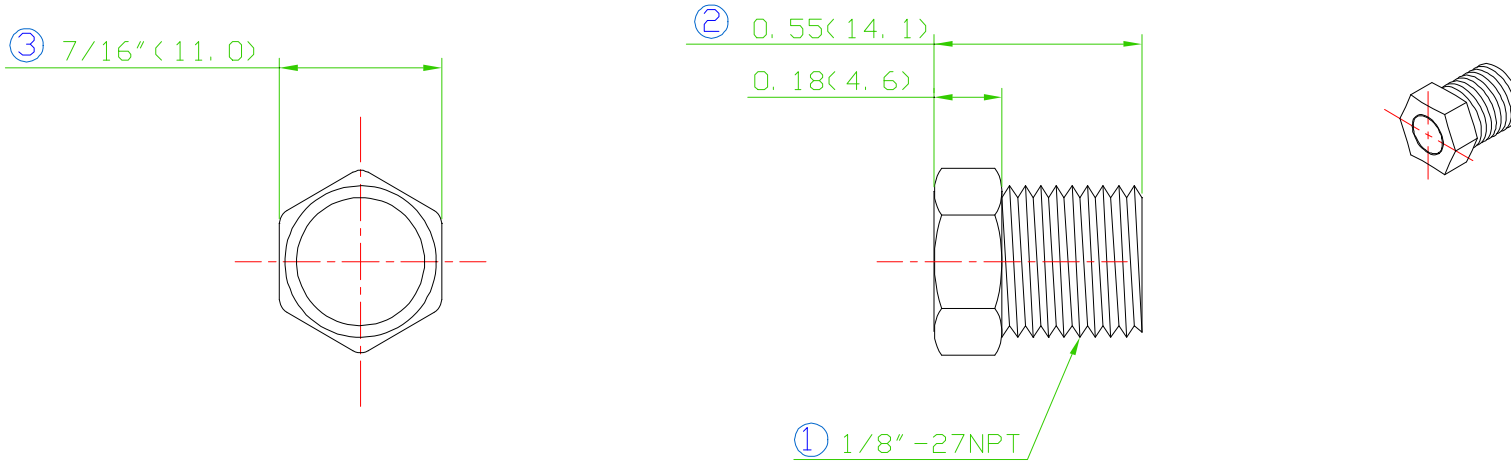 ③ 7/16"(11.0)
② 0.55(14.1)
0.18(4.6)
① 1/8"-27NPT